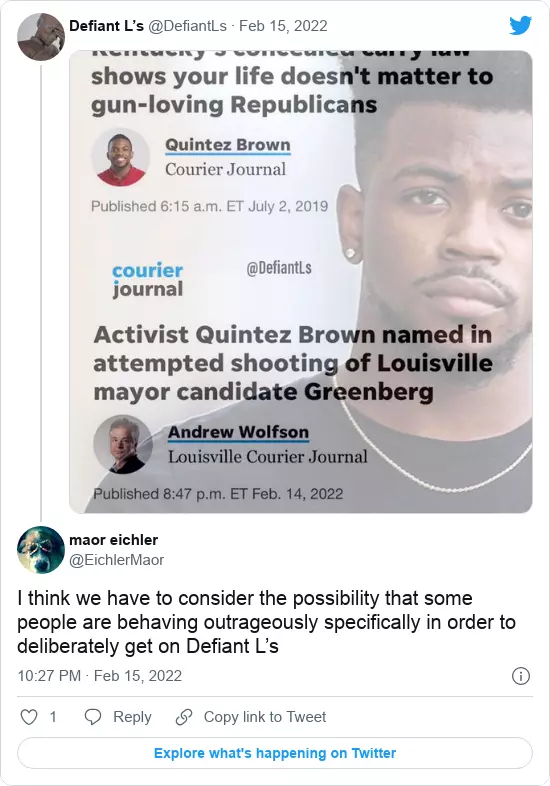 Defiant L's @DefiantLs · Feb 15, 2022
Kentucky's concealed carry law
shows your life doesn't matter to
gun-loving Republicans
Quintez Brown
Courier Journal
Published 6:15 a.m. ET July 2, 2019
courier
journal
@DefiantLs
Activist Quintez Brown named in
attempted shooting of Louisville
mayor candidate Greenberg
Andrew Wolfson
Louisville Courier Journal
Published 8:47 p.m. ET Feb. 14, 2022
maor eichler
@EichlerMaor
I think we have to consider the possibility that some
people are behaving outrageously specifically in order to
deliberately get on Defiant L's
10:27 PM · Feb 15, 2022
1 Reply Copy link to Tweet
Explore what's happening on Twitter